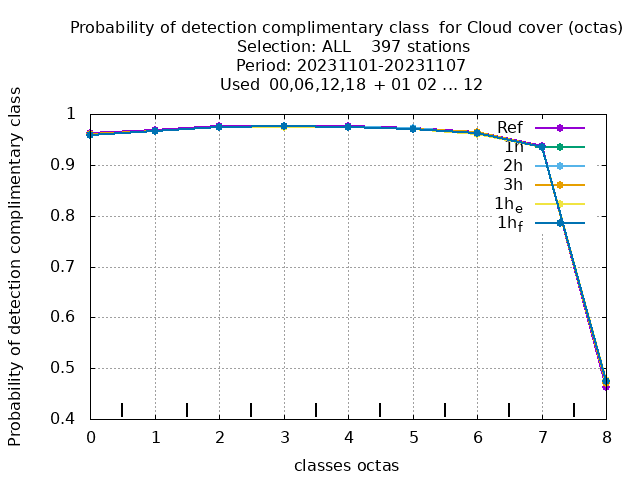 Probability of detection complimentary class for Cloud cover (octas)
Selection: ALL 397 stations
Period: 20231101-20231107
Used 00,06,12,18 + 01 02 ... 12
Probability of detection complimentary class
1
0.9
0.8
0.7
0.6
0.5
0.4
Ref
1h
2h
3h
1he
1hf
0 1 2 3 4 5 6 7 8
classes octas